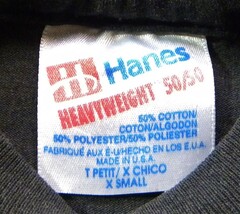 H Hanes
HEAVYWEIGHT 50/50
50% COTTON/
COTON/ALGODON
50% POLYESTER/50% POLIESTER
FABRIQUÉ AUX É-U/HECHO EN LOS E.U.A.
MADE IN U.S.A.
T PETIT/ X CHICO
X SMALL